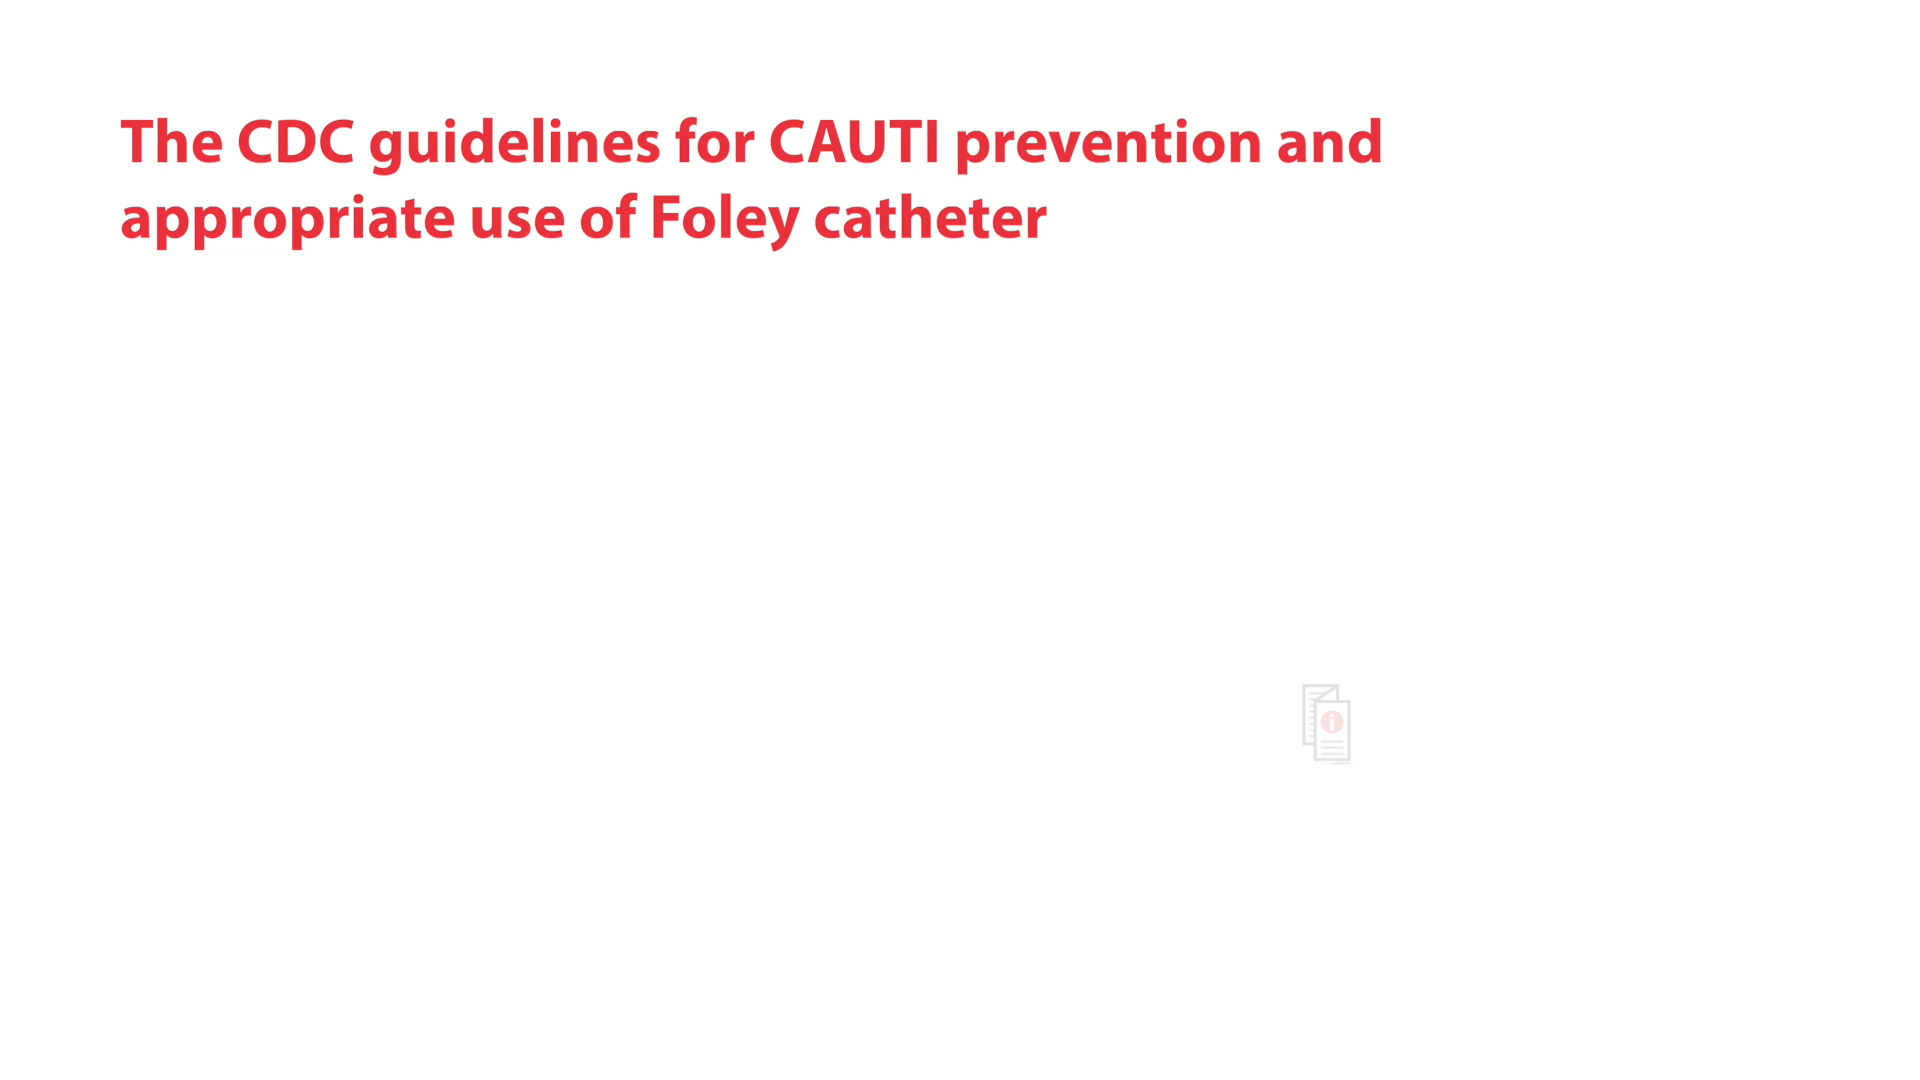 The CDC guidelines for CAUTI prevention and
appropriate use of Foley catheter